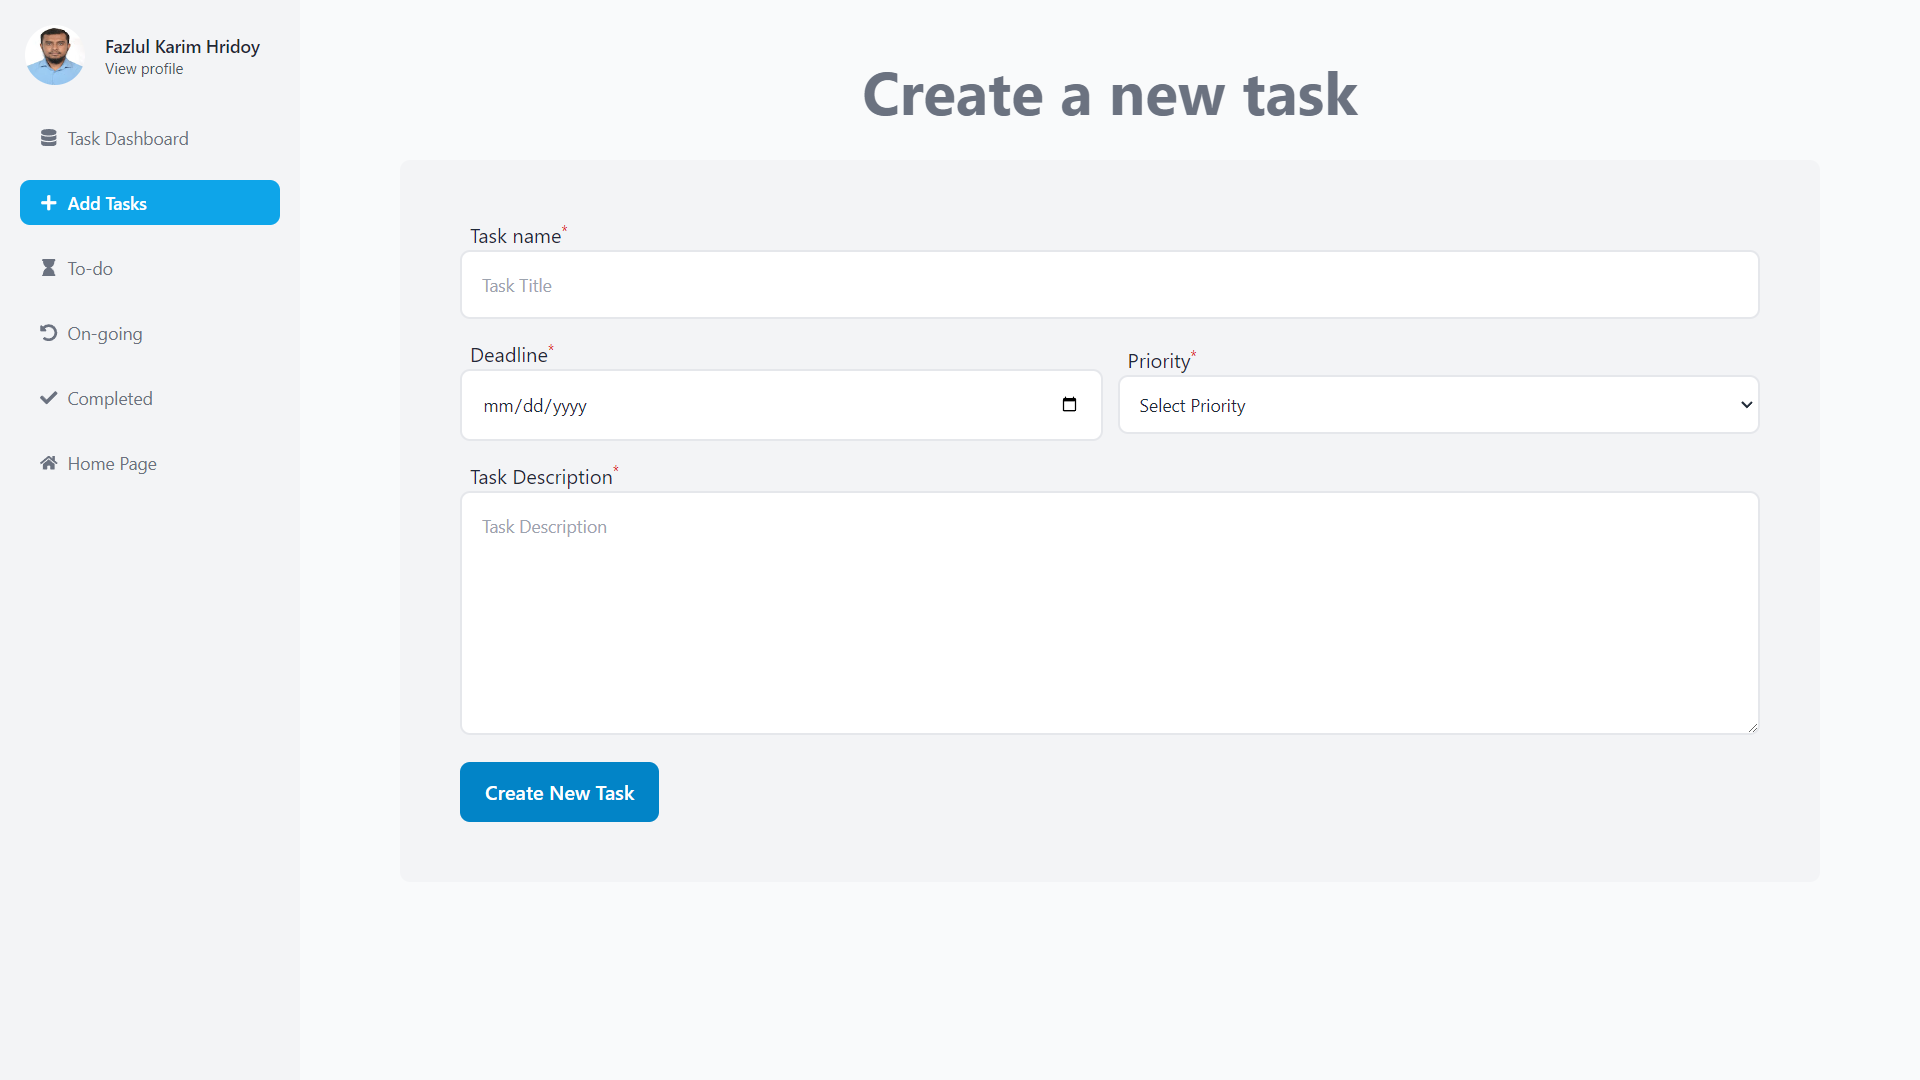 Fazlul Karim Hridoy
View profile
Task Dashboard
Add Tasks
To-do
On-going
Completed
Home Page
Create a new task
Task name*
Task Title
Deadline*
mm/dd/yyyy
Priority*
Select Priority
Task Description*
Task Description
Create New Task